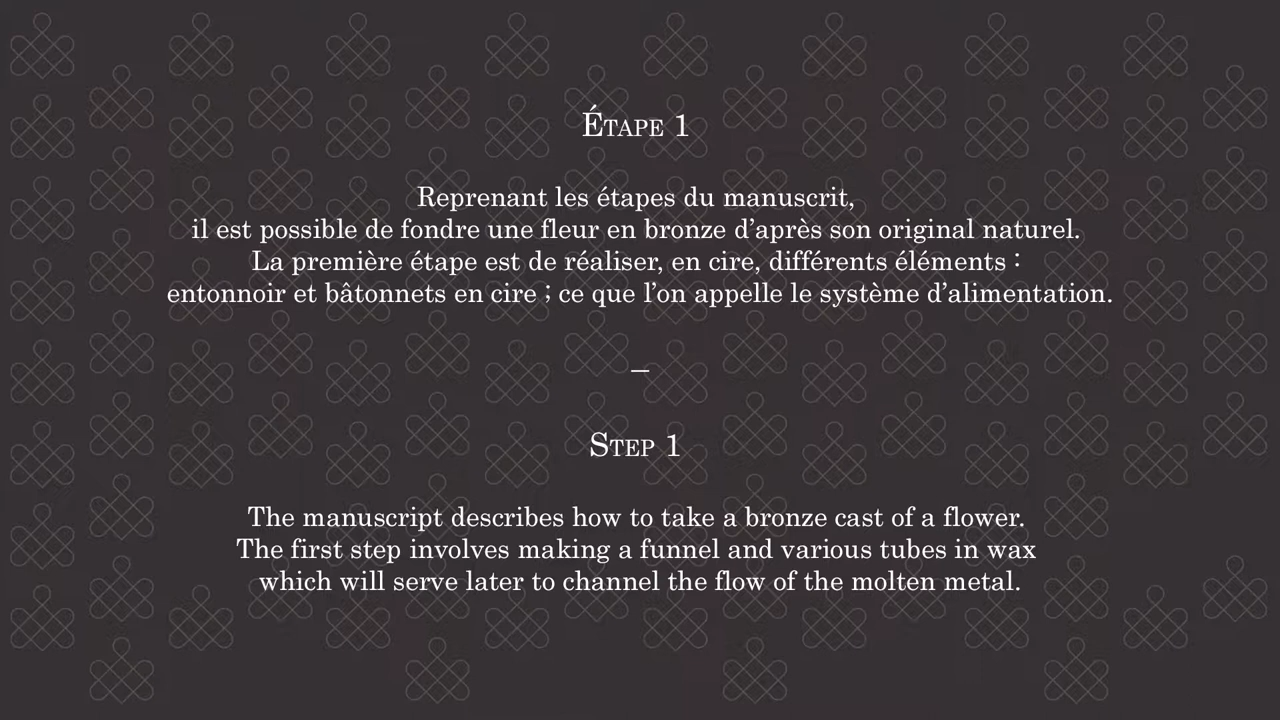 Étape 1
Reprenant les étapes du manuscrit,
il est possible de fondre une fleur en bronze d’après son original naturel.
La première étape est de réaliser, en cire, différents éléments :
entonnoir et bâtonnets en cire ; ce que l’on appelle le système d’alimentation.
–
Step 1
The manuscript describes how to take a bronze cast of a flower.
The first step involves making a funnel and various tubes in wax
which will serve later to channel the flow of the molten metal.